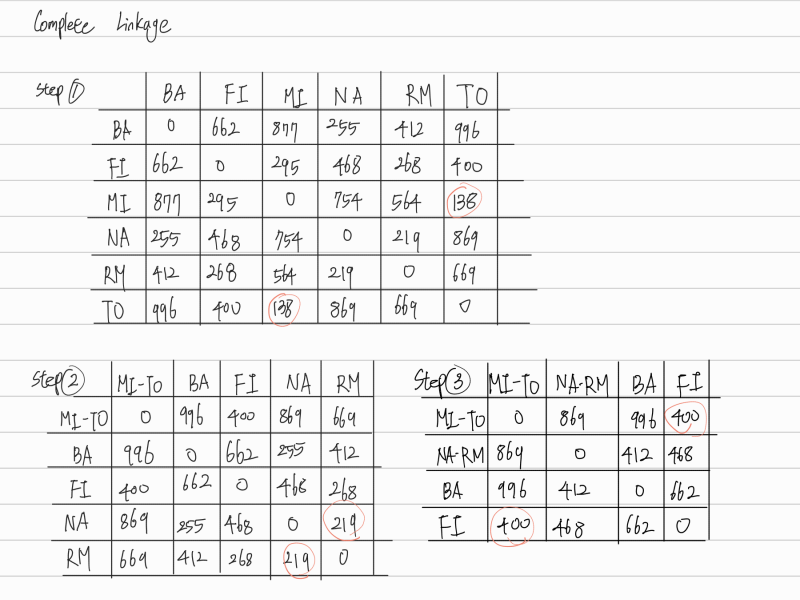 Complete Linkage
Step ① BA FI MI NA RM TO
BA 0 662 877 255 412 996
FI 662 0 295 468 268 400
MI 877 295 0 754 564 138
NA 255 468 754 0 219 869
RM 412 268 564 219 0 669
TO 996 400 138 869 669 0
Step ② MI-TO BA FI NA RM
MI-TO 0 996 400 869 669
BA 996 0 662 255 412
FI 400 662 0 468 268
NA 869 255 468 0 219
RM 669 412 268 219 0
Step ③ MI-TO NA-RM BA FI
MI-TO 0 869 996 400
NA-RM 869 0 412 468
BA 996 412 0 662
FI 400 468 662 0